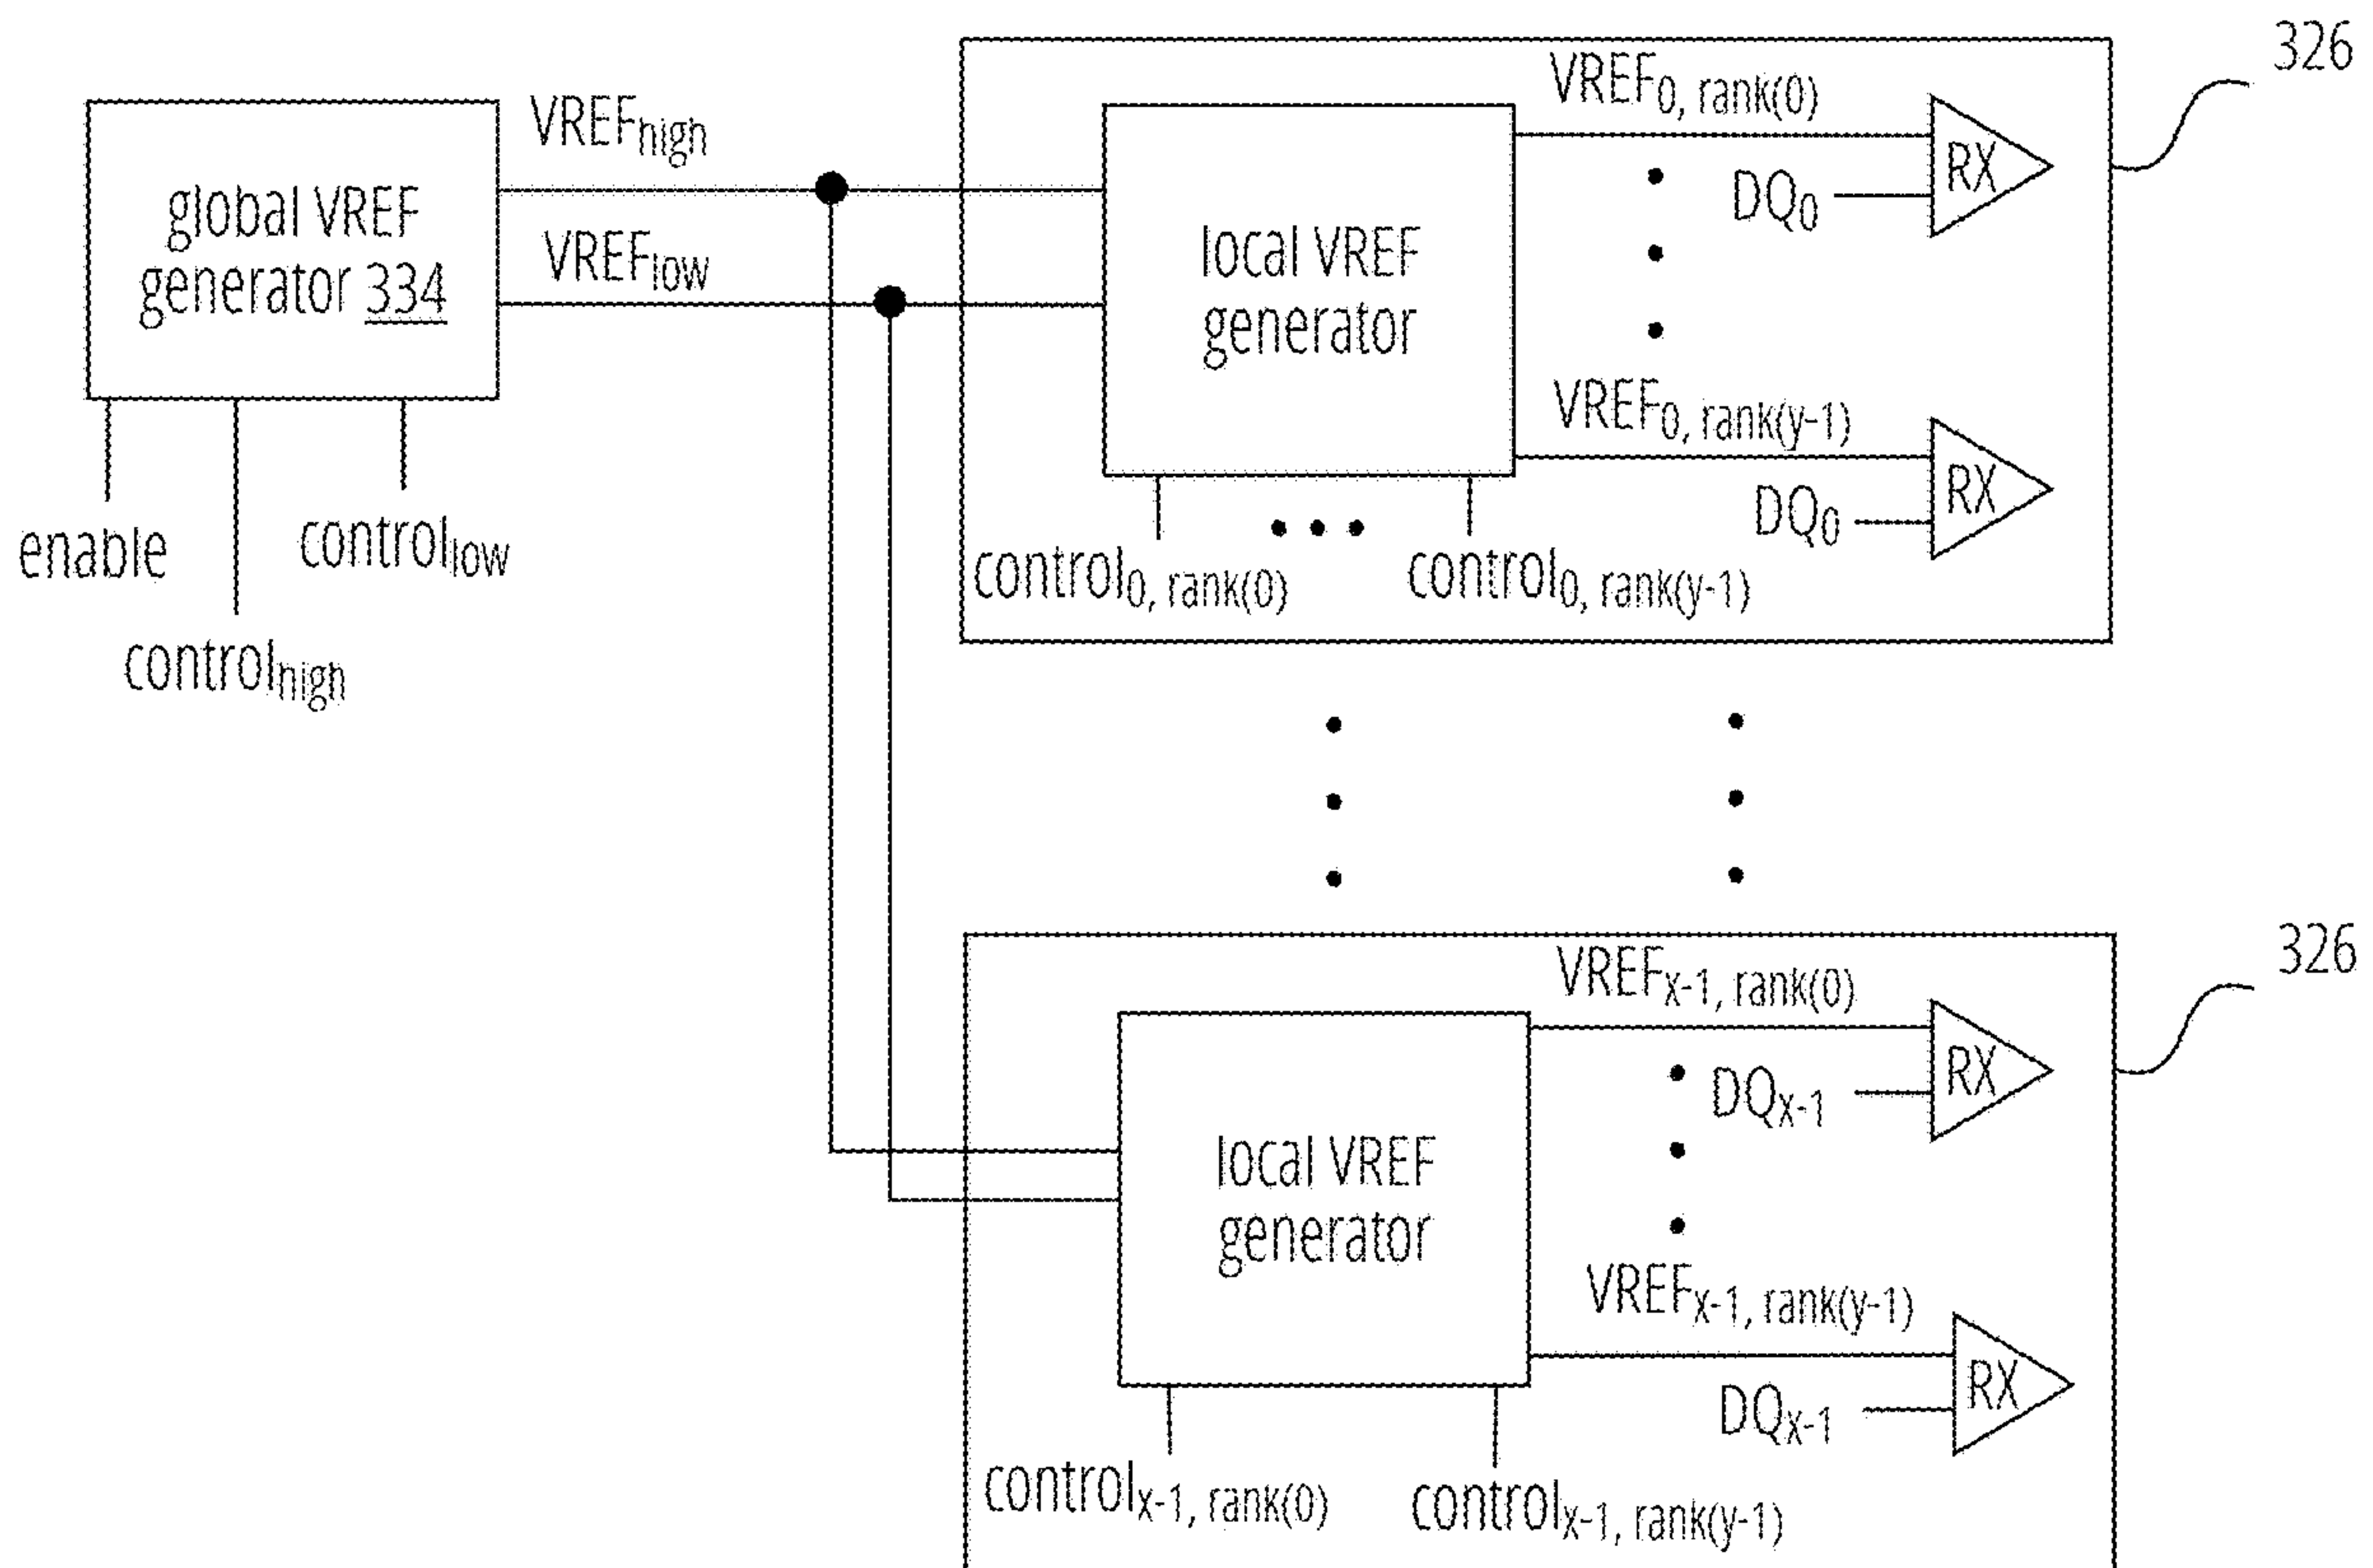 326
VREFhigh
VREF0, rank(0)
global VREF
generator 334
RX
DQ0
VREFlow
local VREF
generator
VREF0, rank(y-1)
RX
DQ0
enable
controllow
control0, rank(0)
control0, rank(y-1)
controlhigh
326
VREFx-1, rank(0)
RX
DQx-1
local VREF
generator
VREFx-1, rank(y-1)
RX
DQx-1
controlx-1, rank(0)
controlx-1, rank(y-1)